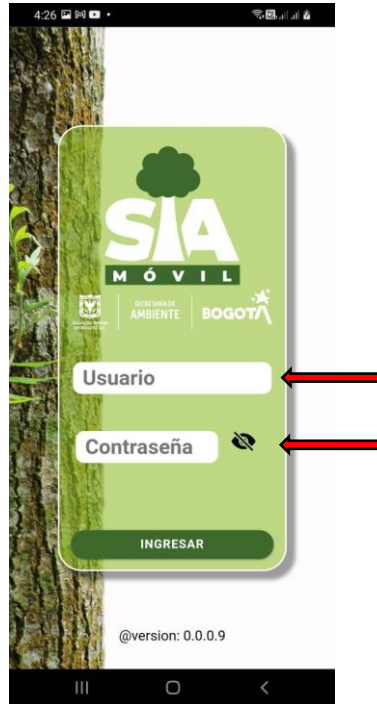 4:26
SIA
MÓVIL
SECRETARÍA DE
AMBIENTE
BOGOTÁ
Usuario
Contraseña
INGRESAR
@version: 0.0.0.9